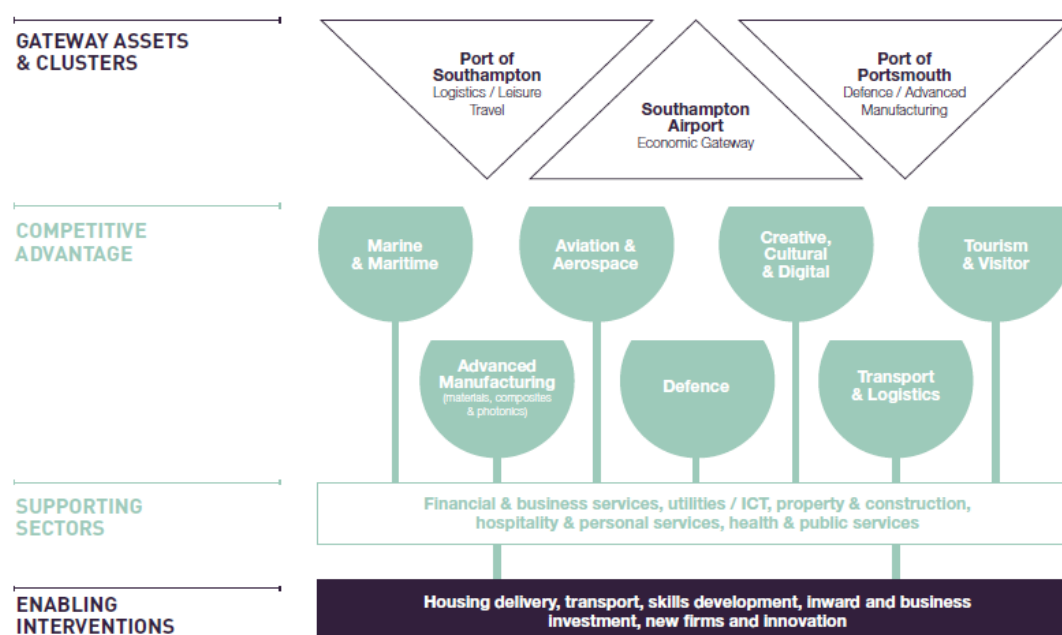 GATEWAY ASSETS
& CLUSTERS
Port of
Southampton
Logistics / Leisure
Travel
Southampton
Airport
Economic Gateway
Port of
Portsmouth
Defence / Advanced
Manufacturing
COMPETITIVE
ADVANTAGE
Marine
& Maritime
Aviation &
Aerospace
Creative,
Cultural
& Digital
Tourism
& Visitor
Advanced
Manufacturing
(materials, composites
& photonics)
Defence
Transport
& Logistics
SUPPORTING
SECTORS
Financial & business services, utilities / ICT, property & construction,
hospitality & personal services, health & public services
ENABLING
INTERVENTIONS
Housing delivery, transport, skills development, inward and business
investment, new firms and innovation